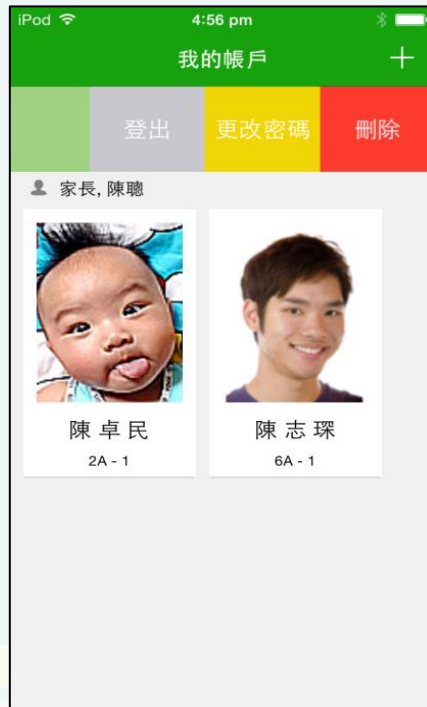 iPod 4:56 pm
我的帳戶 +
登出 更改密碼 刪除
家長, 陳聰
陳卓民 陳志琛
2A - 1 6A - 1